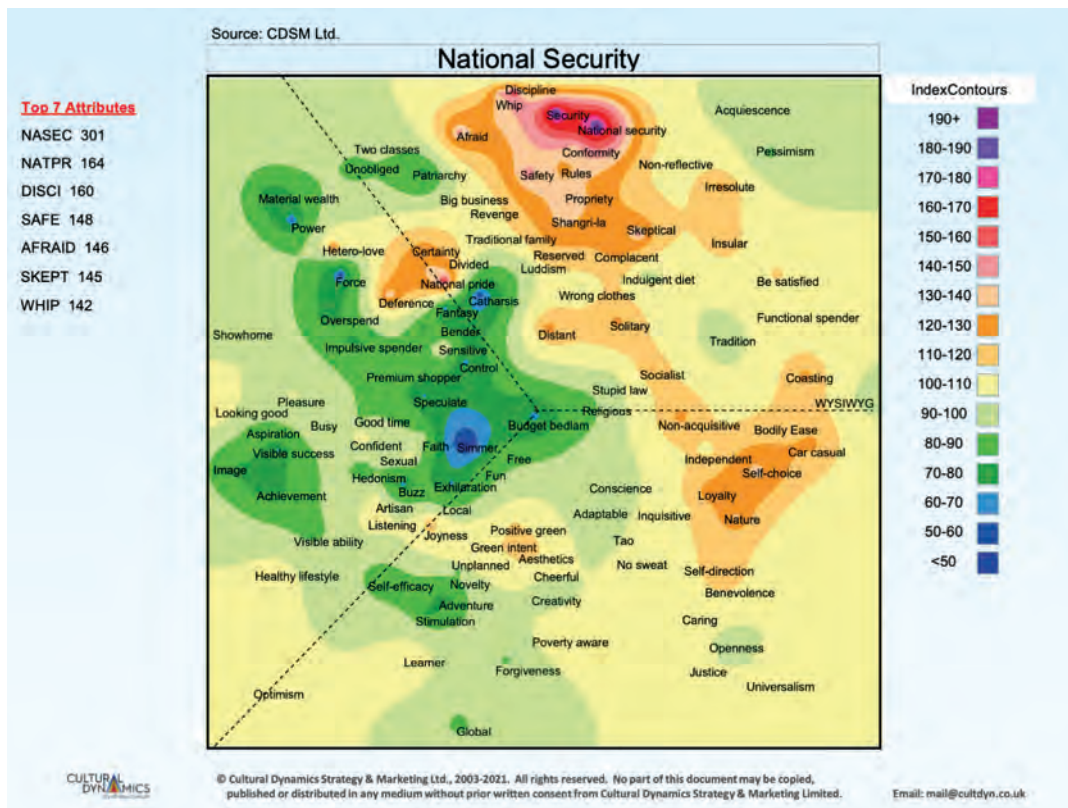 Source: CDSM Ltd.
National Security
Top 7 Attributes
NASEC 301
NATPR 164
DISCI 160
SAFE 148
AFRAID 146
SKEPT 145
WHIP 142
Discipline
Whip
Security
National security
Acquiescence
Afraid
Conformity
Pessimism
Two classes
Non-reflective
Unobliged
Patriarchy
Safety
Rules
Irresolute
Material wealth
Big business
Propriety
Revenge
Power
Shangri-la
Skeptical
Traditional family
Insular
Hetero-love
Certainty
Reserved
Complacent
Divided
Luddism
Force
National pride
Indulgent diet
Be satisfied
Deference
Catharsis
Wrong clothes
Fantasy
Overspend
Functional spender
Showhome
Bender
Distant
Solitary
Tradition
Impulsive spender
Sensitive
Control
Premium shopper
Socialist
Coasting
Stupid law
Pleasure
Speculate
WYSIWYG
Looking good
Religious
Busy
Good time
Budget bedlam
Non-acquisitive
Bodily Ease
Aspiration
Confident
Faith
Simmer
Visible success
Car casual
Sexual
Free
Independent
Image
Self-choice
Hedonism
Fun
Achievement
Buzz
Exhilaration
Conscience
Loyalty
Artisan
Local
Adaptable
Inquisitive
Nature
Listening
Joyness
Positive green
Visible ability
Green intent
Tao
Aesthetics
Unplanned
No sweat
Self-direction
Healthy lifestyle
Cheerful
Self-efficacy
Novelty
Benevolence
Adventure
Creativity
Stimulation
Caring
Poverty aware
Openness
Learner
Forgiveness
Justice
Optimism
Universalism
Global
IndexContours
190+
180-190
170-180
160-170
150-160
140-150
130-140
120-130
110-120
100-110
90-100
80-90
70-80
60-70
50-60
<50
CULTURAL
DYNAMICS
© Cultural Dynamics Strategy & Marketing Ltd., 2003-2021. All rights reserved. No part of this document may be copied,
published or distributed in any medium without prior written consent from Cultural Dynamics Strategy & Marketing Limited.
Email: mail@cultdyn.co.uk